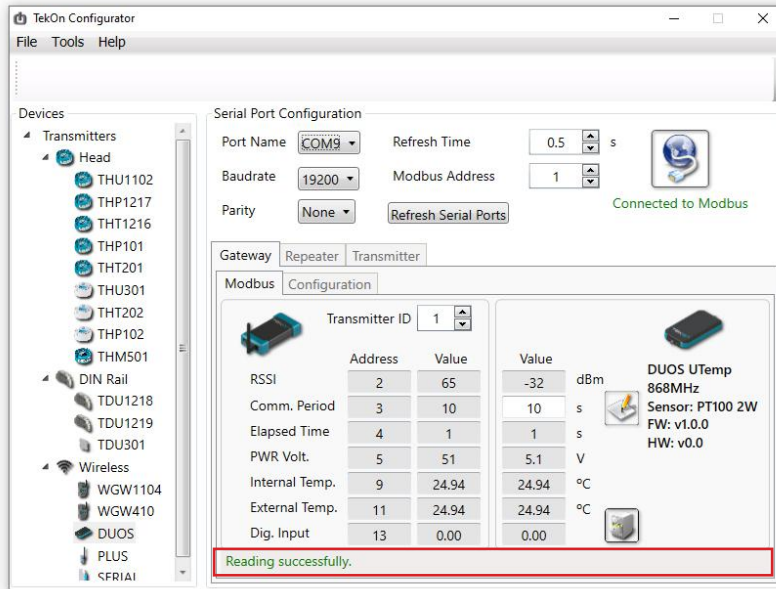 TekOn Configurator
File Tools Help
Devices
Transmitters
Head
THU1102
THP1217
THT1216
THP101
THT201
THU301
THT202
THP102
THM501
DIN Rail
TDU1218
TDU1219
TDU301
Wireless
WGW1104
WGW410
DUOS
PLUS
SERIAL
Serial Port Configuration
Port Name COM9 Refresh Time 0.5 s
Baudrate 19200 Modbus Address 1
Parity None Refresh Serial Ports
Connected to Modbus
Gateway Repeater Transmitter
Modbus Configuration
Transmitter ID 1
Address Value Value
RSSI 2 65 -32 dBm
Comm. Period 3 10 10 s
Elapsed Time 4 1 1 s
PWR Volt. 5 51 5.1 V
Internal Temp. 9 24.94 24.94 ºC
External Temp. 11 24.94 24.94 ºC
Dig. Input 13 0.00 0.00
DUOS UTemp
868MHz
Sensor: PT100 2W
FW: v1.0.0
HW: v0.0
Reading successfully.